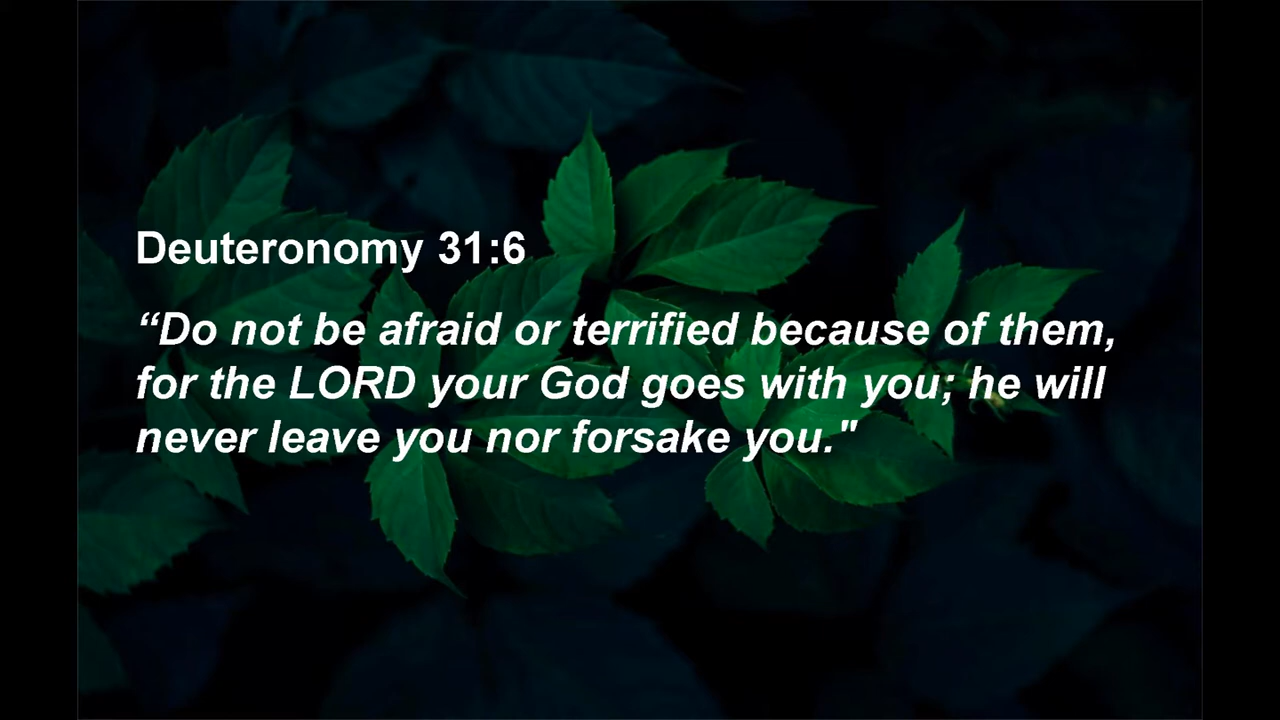 Deuteronomy 31:6
“Do not be afraid or terrified because of them,
for the LORD your God goes with you; he will
never leave you nor forsake you."